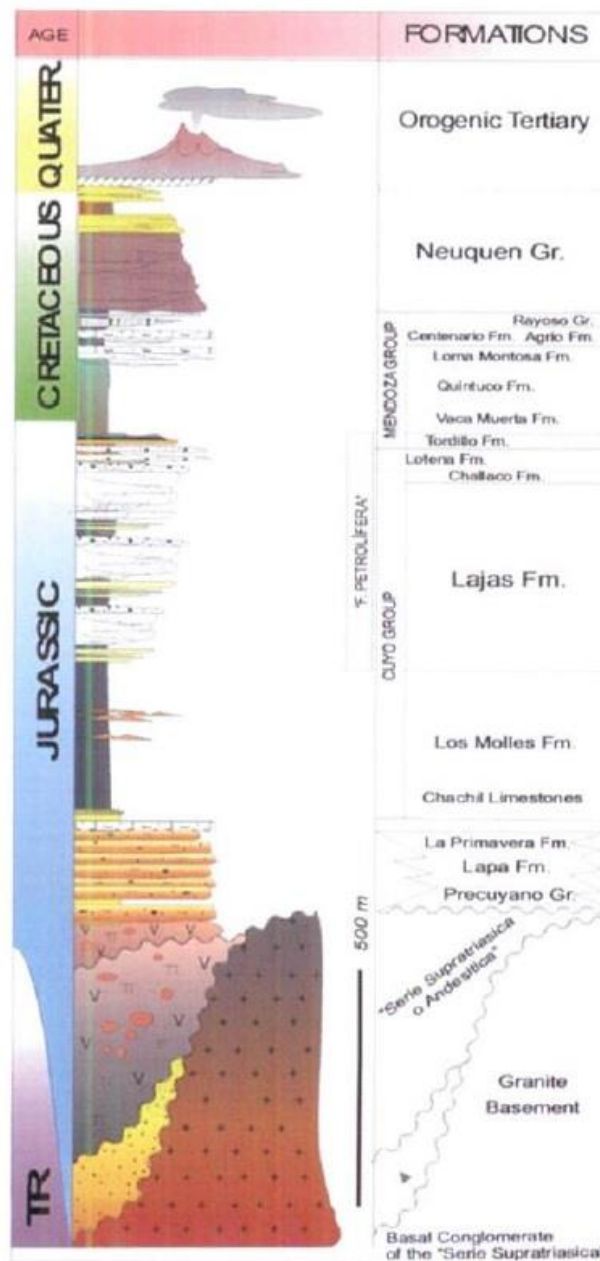 AGE
FORMATIONS
QUATER
CRETACEOUS
JURASSIC
TR
Orogenic Tertiary
Neuquen Gr.
MENDOZA GROUP
Rayoso Gr.
Centenario Fm. Agrio Fm.
Loma Montosa Fm.
Quintuco Fm.
Vaca Muerta Fm.
Tordillo Fm.
"F. PETROLÍFERA"
CUYO GROUP
Lotena Fm.
Challaco Fm.
Lajas Fm.
Los Molles Fm.
Chachil Limestones
La Primavera Fm.
Lapa Fm.
Precuyano Gr.
500 m
"Serie Supratriasica
o Andesitica"
Granite
Basement
Basal Conglomerate
of the "Serie Supratriasica